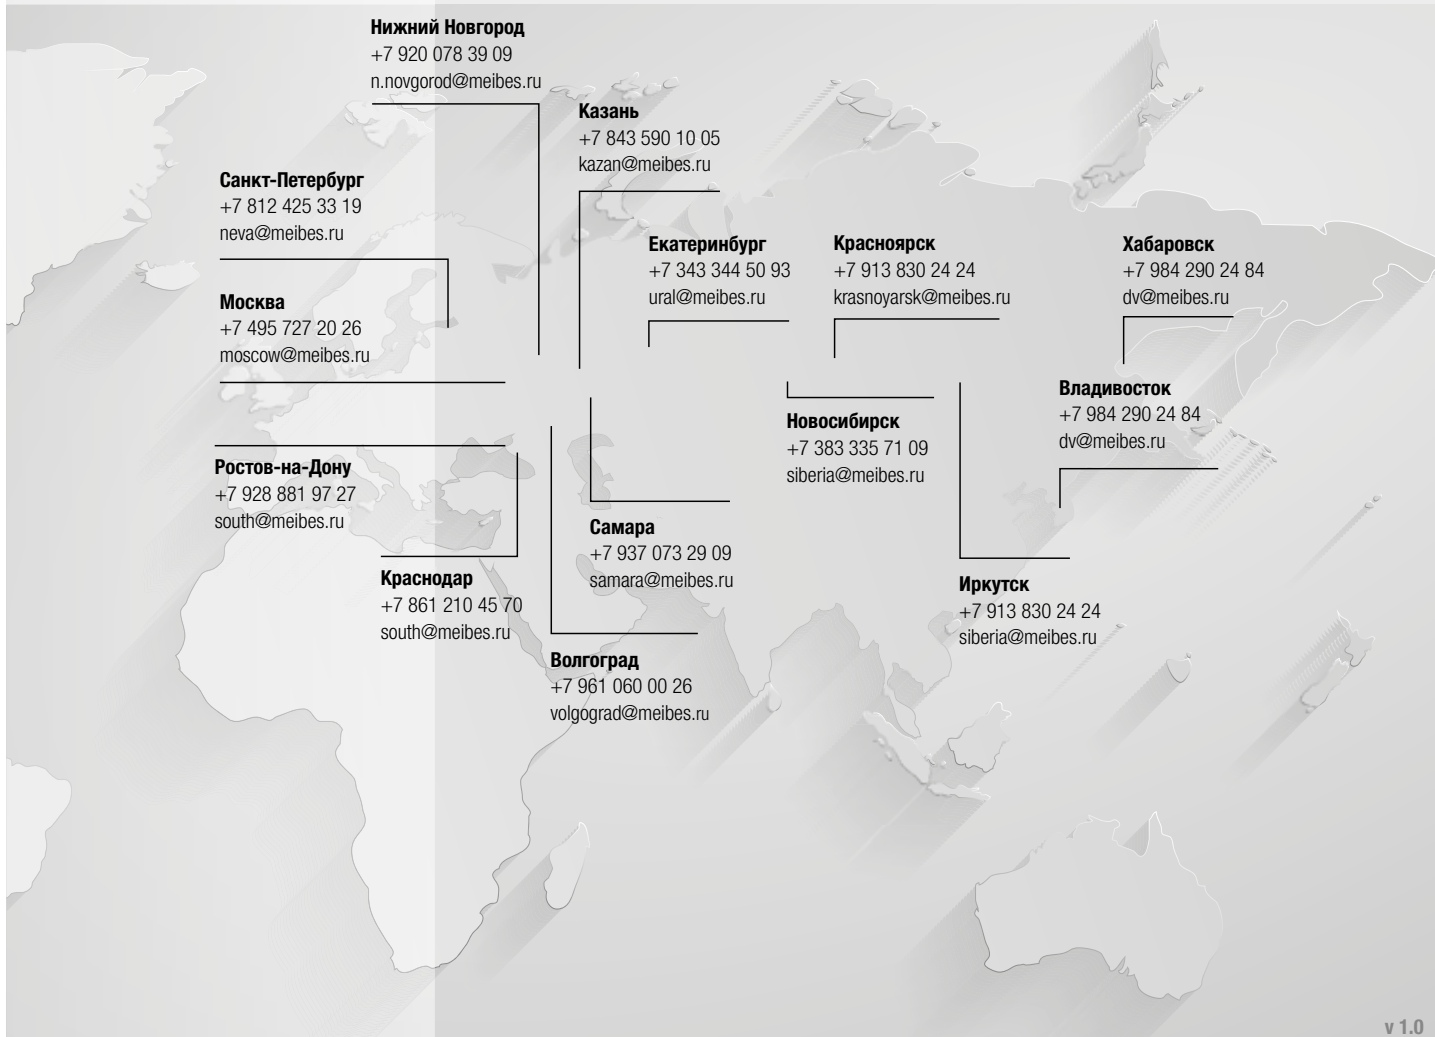 Нижний Новгород
+7 920 078 39 09
n.novgorod@meibes.ru
Казань
+7 843 590 10 05
kazan@meibes.ru
Санкт-Петербург
+7 812 425 33 19
neva@meibes.ru
Екатеринбург
+7 343 344 50 93
ural@meibes.ru
Красноярск
+7 913 830 24 24
krasnoyarsk@meibes.ru
Хабаровск
+7 984 290 24 84
dv@meibes.ru
Москва
+7 495 727 20 26
moscow@meibes.ru
Владивосток
+7 984 290 24 84
dv@meibes.ru
Новосибирск
+7 383 335 71 09
siberia@meibes.ru
Ростов-на-Дону
+7 928 881 97 27
south@meibes.ru
Самара
+7 937 073 29 09
samara@meibes.ru
Краснодар
+7 861 210 45 70
south@meibes.ru
Иркутск
+7 913 830 24 24
siberia@meibes.ru
Волгоград
+7 961 060 00 26
volgograd@meibes.ru
v 1.0